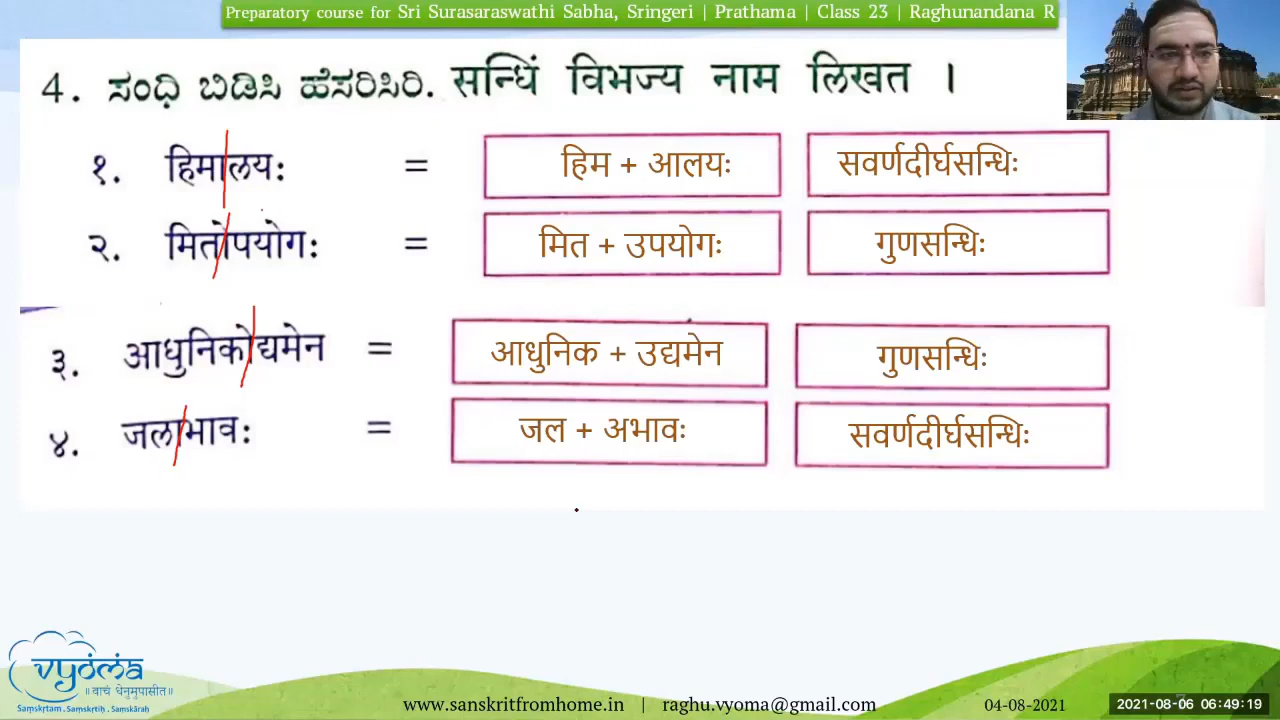 Preparatory course for Sri Surasaraswathi Sabha, Sringeri | Prathama | Class 23 | Raghunandana R
4. ಸಂಧಿ ಬಿಡಿಸಿ ಹೆಸರಿಸಿರಿ. सन्धिं विभज्य नाम लिखत ।
१. हिमालयः = हिम + आलयः सवर्णदीर्घसन्धिः
२. मितोपयोगः = मित + उपयोगः गुणसन्धिः
३. आधुनिकोद्यमेन = आधुनिक + उद्यमेन गुणसन्धिः
४. जलाभावः = जल + अभावः सवर्णदीर्घसन्धिः
vyoma
॥ वाचं धेनुमुपासीत॥
Saṃskṛtam . Saṃskṛtiḥ . Saṃskāraḥ
www.sanskritfromhome.in | raghu.vyoma@gmail.com
04-08-2021
2021-08-06 06:49:19